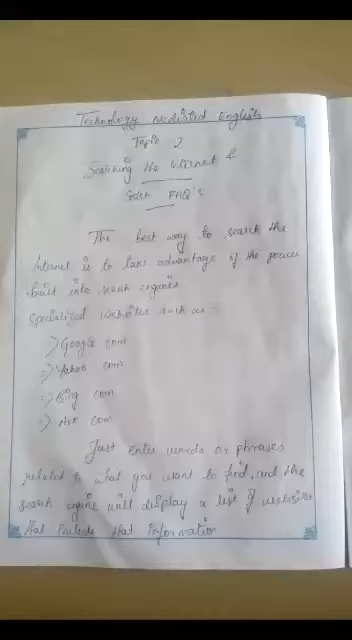 Technology Mediated English
Topic 2
Searching the Internet &
Search FAQ's
The best way to search the
Internet is to take advantage of the power
built into search engines
Specialized websites such as :-
=> Google com
=> Yahoo com
=> Bing com
=> Ask com
Just enter words or phrases
related to what you want to find, and the
search engine will display a list of websites
that include that information